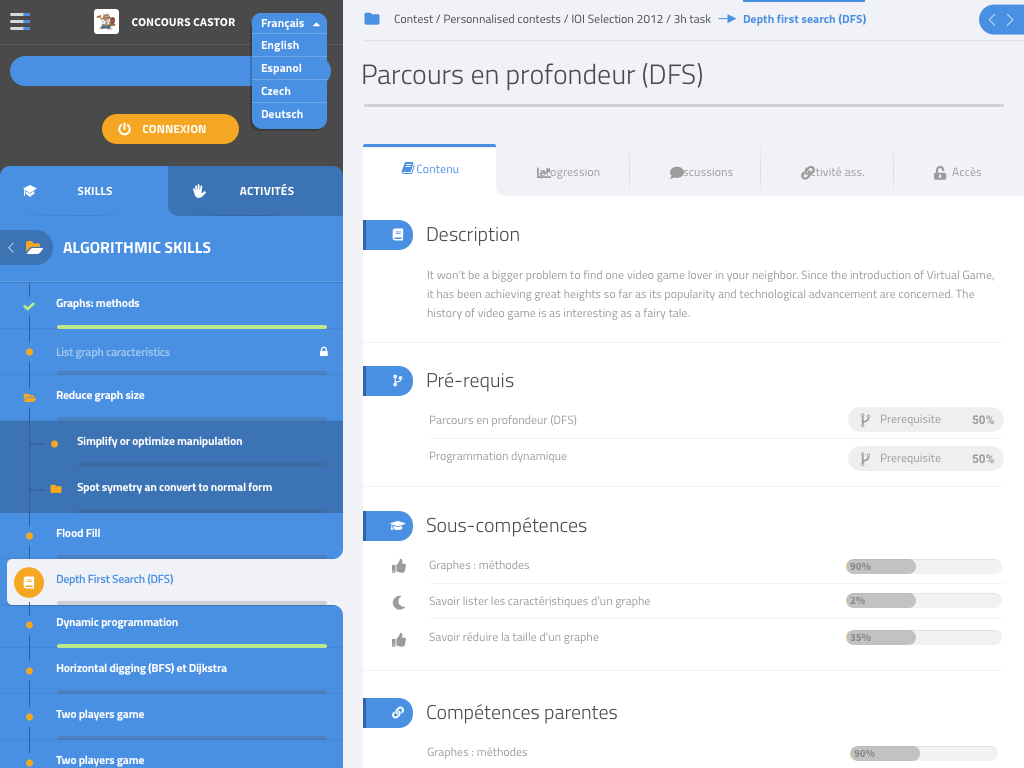 CONCOURS CASTOR
Français
English
Espanol
Czech
Deutsch
CONNEXION
SKILLS
ACTIVITÉS
ALGORITHMIC SKILLS
Graphs: methods
List graph caracteristics
Reduce graph size
Simplify or optimize manipulation
Spot symetry an convert to normal form
Flood Fill
Depth First Search (DFS)
Dynamic programmation
Horizontal digging (BFS) et Dijkstra
Two players game
Two players game
Contest / Personnalised contests / IOI Selection 2012 / 3h task
Depth first search (DFS)
Parcours en profondeur (DFS)
Contenu
ogression
scussions
tivité ass.
Accès
Description
It won't be a bigger problem to find one video game lover in your neighbor. Since the introduction of Virtual Game,
it has been achieving great heights so far as its popularity and technological advancement are concerned. The
history of video game is as interesting as a fairy tale.
Pré-requis
Parcours en profondeur (DFS)
Prerequisite 50%
Programmation dynamique
Prerequisite 50%
Sous-compétences
Graphes : méthodes
90%
Savoir lister les caractéristiques d'un graphe
2%
Savoir réduire la taille d'un graphe
35%
Compétences parentes
Graphes : méthodes
90%